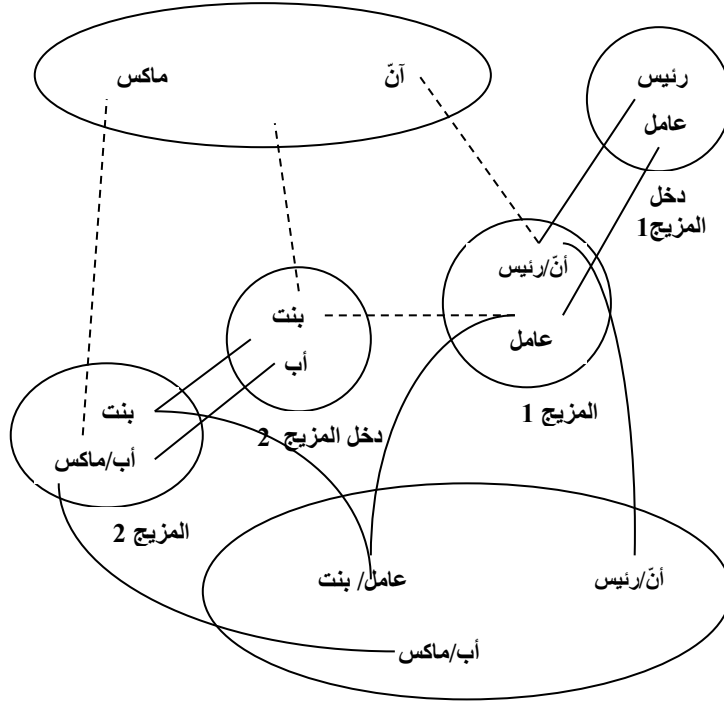 آنّ
ماكس
رئيس
عامل
دخل
المزيج1
أنّ/رئيس
عامل
المزيج 1
بنت
أب
دخل المزيج 2
بنت
أب/ماكس
المزيج 2
أنّ/رئيس
عامل/ بنت
أب/ماكس